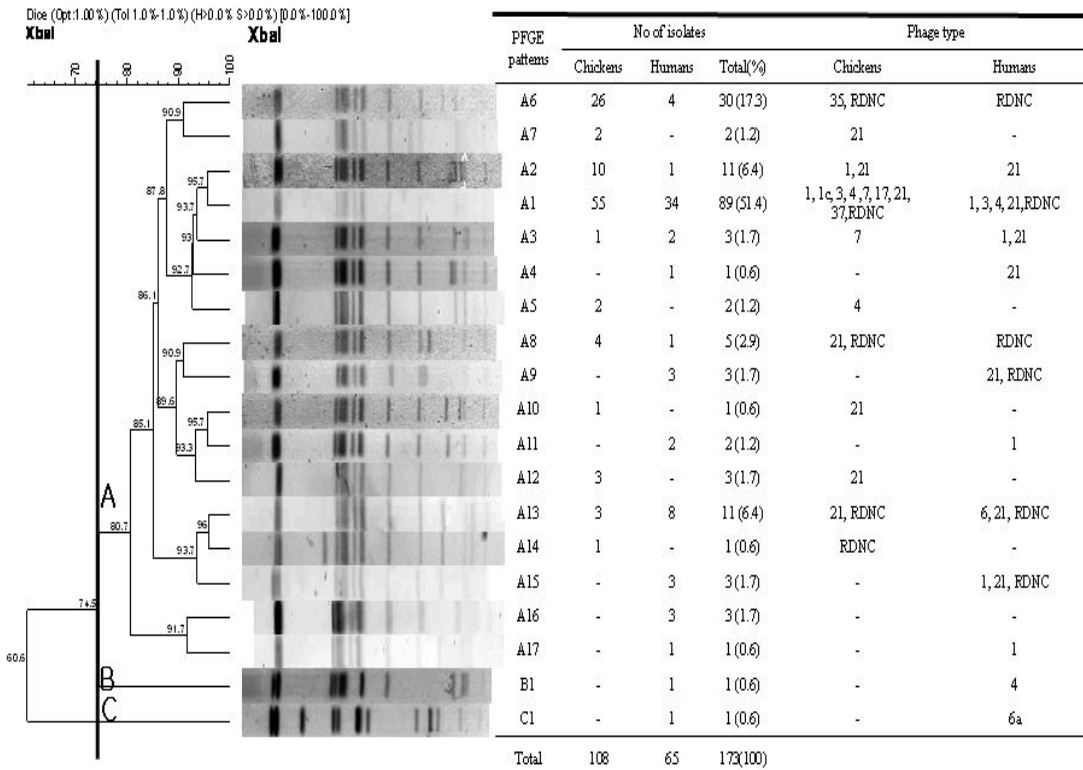 Dice (Opt:1.00%) (Tol 1.0%-1.0%) (H>0.0% S>0.0%) [0.0%-100.0%]
XbaI XbaI
70 80 90 100
PFGE patterns No of isolates Phage type
Chickens Humans Total(%) Chickens Humans
90.9 A6 26 4 30 (17.3) 35, RDNC RDNC
A7 2 - 2 (1.2) 21 -
95.7 A2 10 1 11 (6.4) 1, 21 21
87.8 93.7 A1 55 34 89 (51.4) 1, 1c, 3, 4, 7, 17, 21, 37,RDNC 1, 3, 4, 21,RDNC
93 A3 1 2 3 (1.7) 7 1, 21
92.7 A4 - 1 1 (0.6) - 21
86.1 A5 2 - 2 (1.2) 4 -
90.9 A8 4 1 5 (2.9) 21, RDNC RDNC
A9 - 3 3 (1.7) - 21, RDNC
89.6 A10 1 - 1 (0.6) 21 -
95.7 A11 - 2 2 (1.2) - 1
85.1 93.3 A12 3 - 3 (1.7) 21 -
A 80.7 96 A13 3 8 11 (6.4) 21, RDNC 6, 21, RDNC
93.7 A14 1 - 1 (0.6) RDNC -
A15 - 3 3 (1.7) - 1, 21, RDNC
74.5 A16 - 3 3 (1.7) - -
60.6 91.7 A17 - 1 1 (0.6) - 1
B B1 - 1 1 (0.6) - 4
C C1 - 1 1 (0.6) - 6a
Total 108 65 173(100)